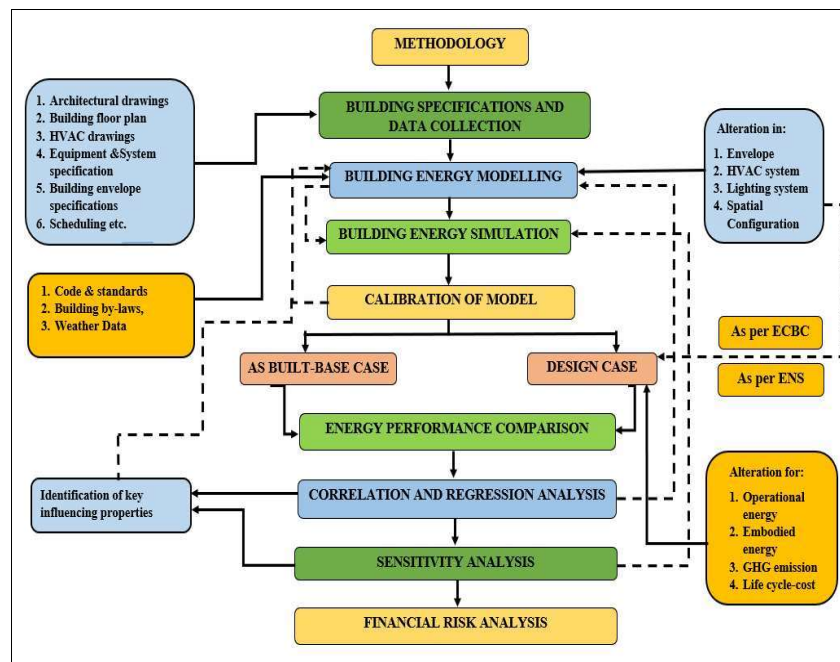 METHODOLOGY
BUILDING SPECIFICATIONS AND
DATA COLLECTION
1. Architectural drawings
2. Building floor plan
3. HVAC drawings
4. Equipment &System
specification
5. Building envelope
specifications
6. Scheduling etc.
Alteration in:
1. Envelope
2. HVAC system
3. Lighting system
4. Spatial
Configuration
BUILDING ENERGY MODELLING
BUILDING ENERGY SIMULATION
1. Code & standards
2. Building by-laws,
3. Weather Data
CALIBRATION OF MODEL
As per ECBC
AS BUILT-BASE CASE
DESIGN CASE
As per ENS
ENERGY PERFORMANCE COMPARISON
Identification of key
influencing properties
CORRELATION AND REGRESSION ANALYSIS
Alteration for:
1. Operational
energy
2. Embodied
energy
3. GHG emission
4. Life cycle-cost
SENSITIVITY ANALYSIS
FINANCIAL RISK ANALYSIS